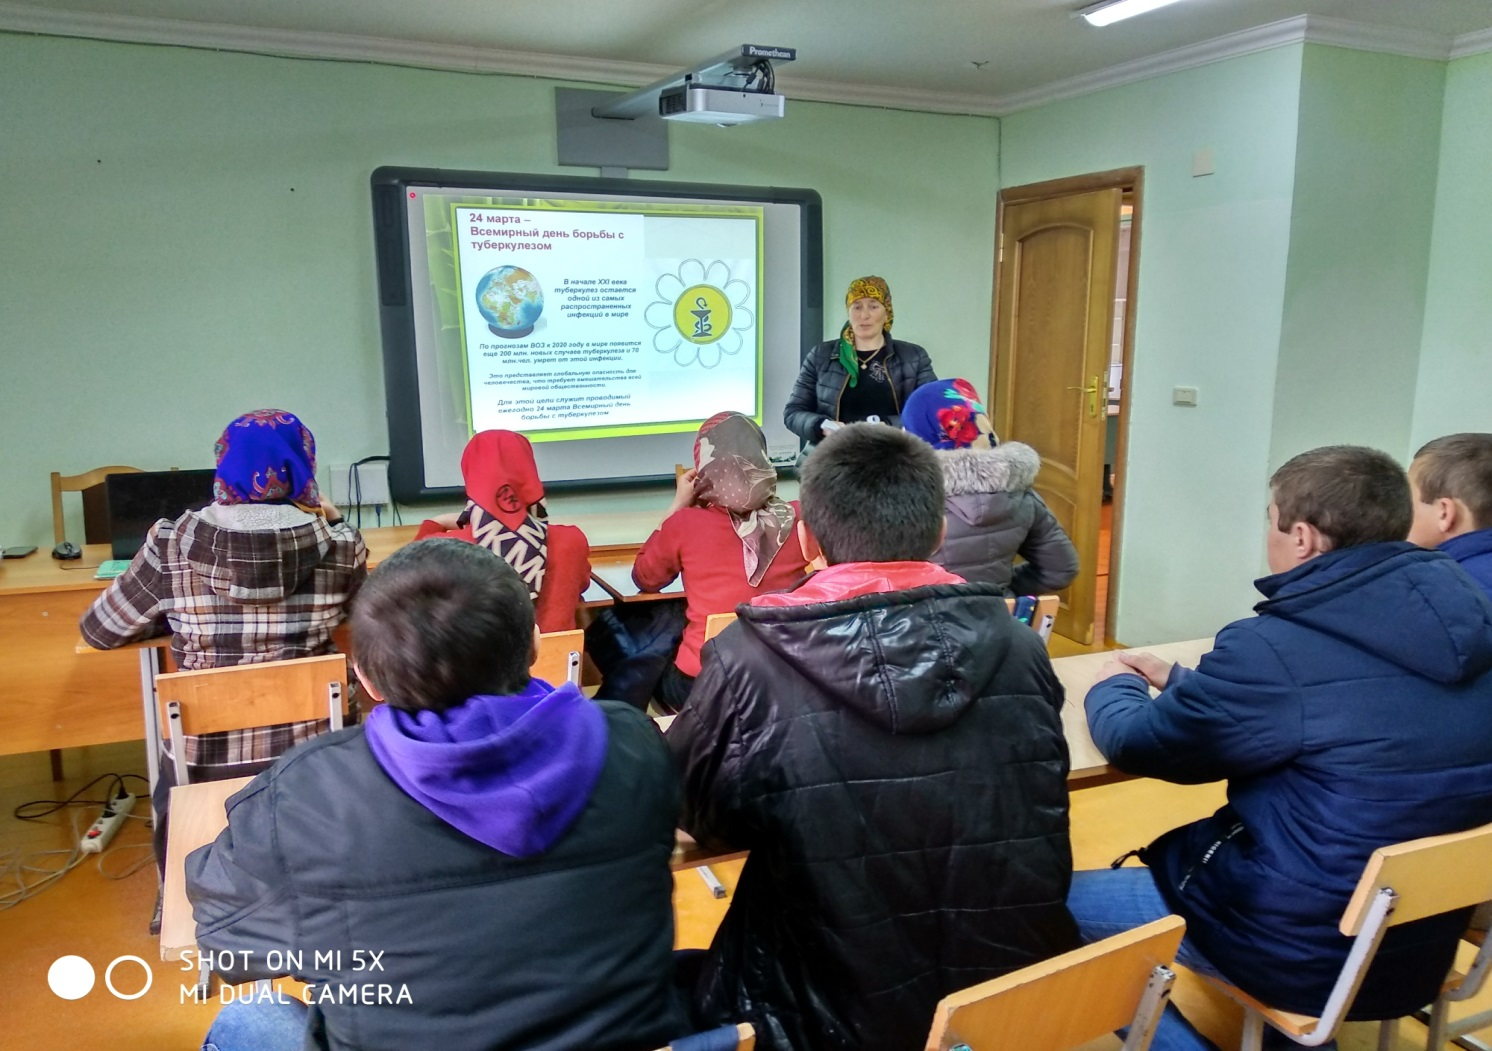 Promethean
24 марта –
Всемирный день борьбы с
туберкулезом
В начале XXI века
туберкулез остается
одной из самых
распространенных
инфекций в мире
По прогнозам ВОЗ к 2020 году в мире появится
еще 200 млн. новых случаев туберкулеза и 70
млн.чел. умрет от этой инфекции.
Это представляет глобальную опасность для
человечества, что требует вмешательства всей
мировой общественности.
Для этой цели служит проводимый
ежегодно 24 марта Всемирный день
борьбы с туберкулезом
SHOT ON MI 5X
MI DUAL CAMERA